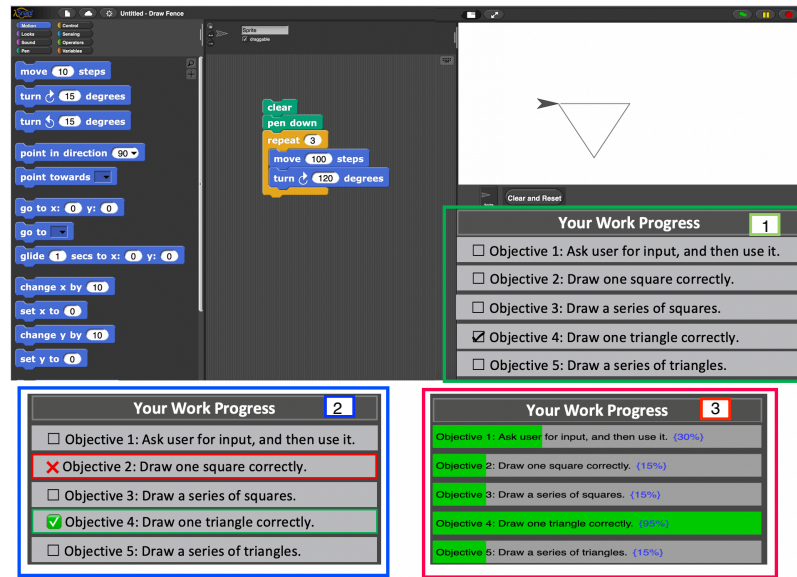 Untitled - Draw Fence
Motion
Control
Looks
Sensing
Sound
Operators
Pen
Variables
Sprite
draggable
move 10 steps
turn 15 degrees
turn 15 degrees
point in direction 90
point towards
go to x: 0 y: 0
go to
glide 1 secs to x: 0 y: 0
change x by 10
set x to 0
change y by 10
set y to 0
clear
pen down
repeat 3
move 100 steps
turn 120 degrees
Clear and Reset
Your Work Progress 1
Objective 1: Ask user for input, and then use it.
Objective 2: Draw one square correctly.
Objective 3: Draw a series of squares.
Objective 4: Draw one triangle correctly.
Objective 5: Draw a series of triangles.
Your Work Progress 2
Objective 1: Ask user for input, and then use it.
Objective 2: Draw one square correctly.
Objective 3: Draw a series of squares.
Objective 4: Draw one triangle correctly.
Objective 5: Draw a series of triangles.
Your Work Progress 3
Objective 1: Ask user for input, and then use it. {30%}
Objective 2: Draw one square correctly. {15%}
Objective 3: Draw a series of squares. {15%}
Objective 4: Draw one triangle correctly. {95%}
Objective 5: Draw a series of triangles. {15%}